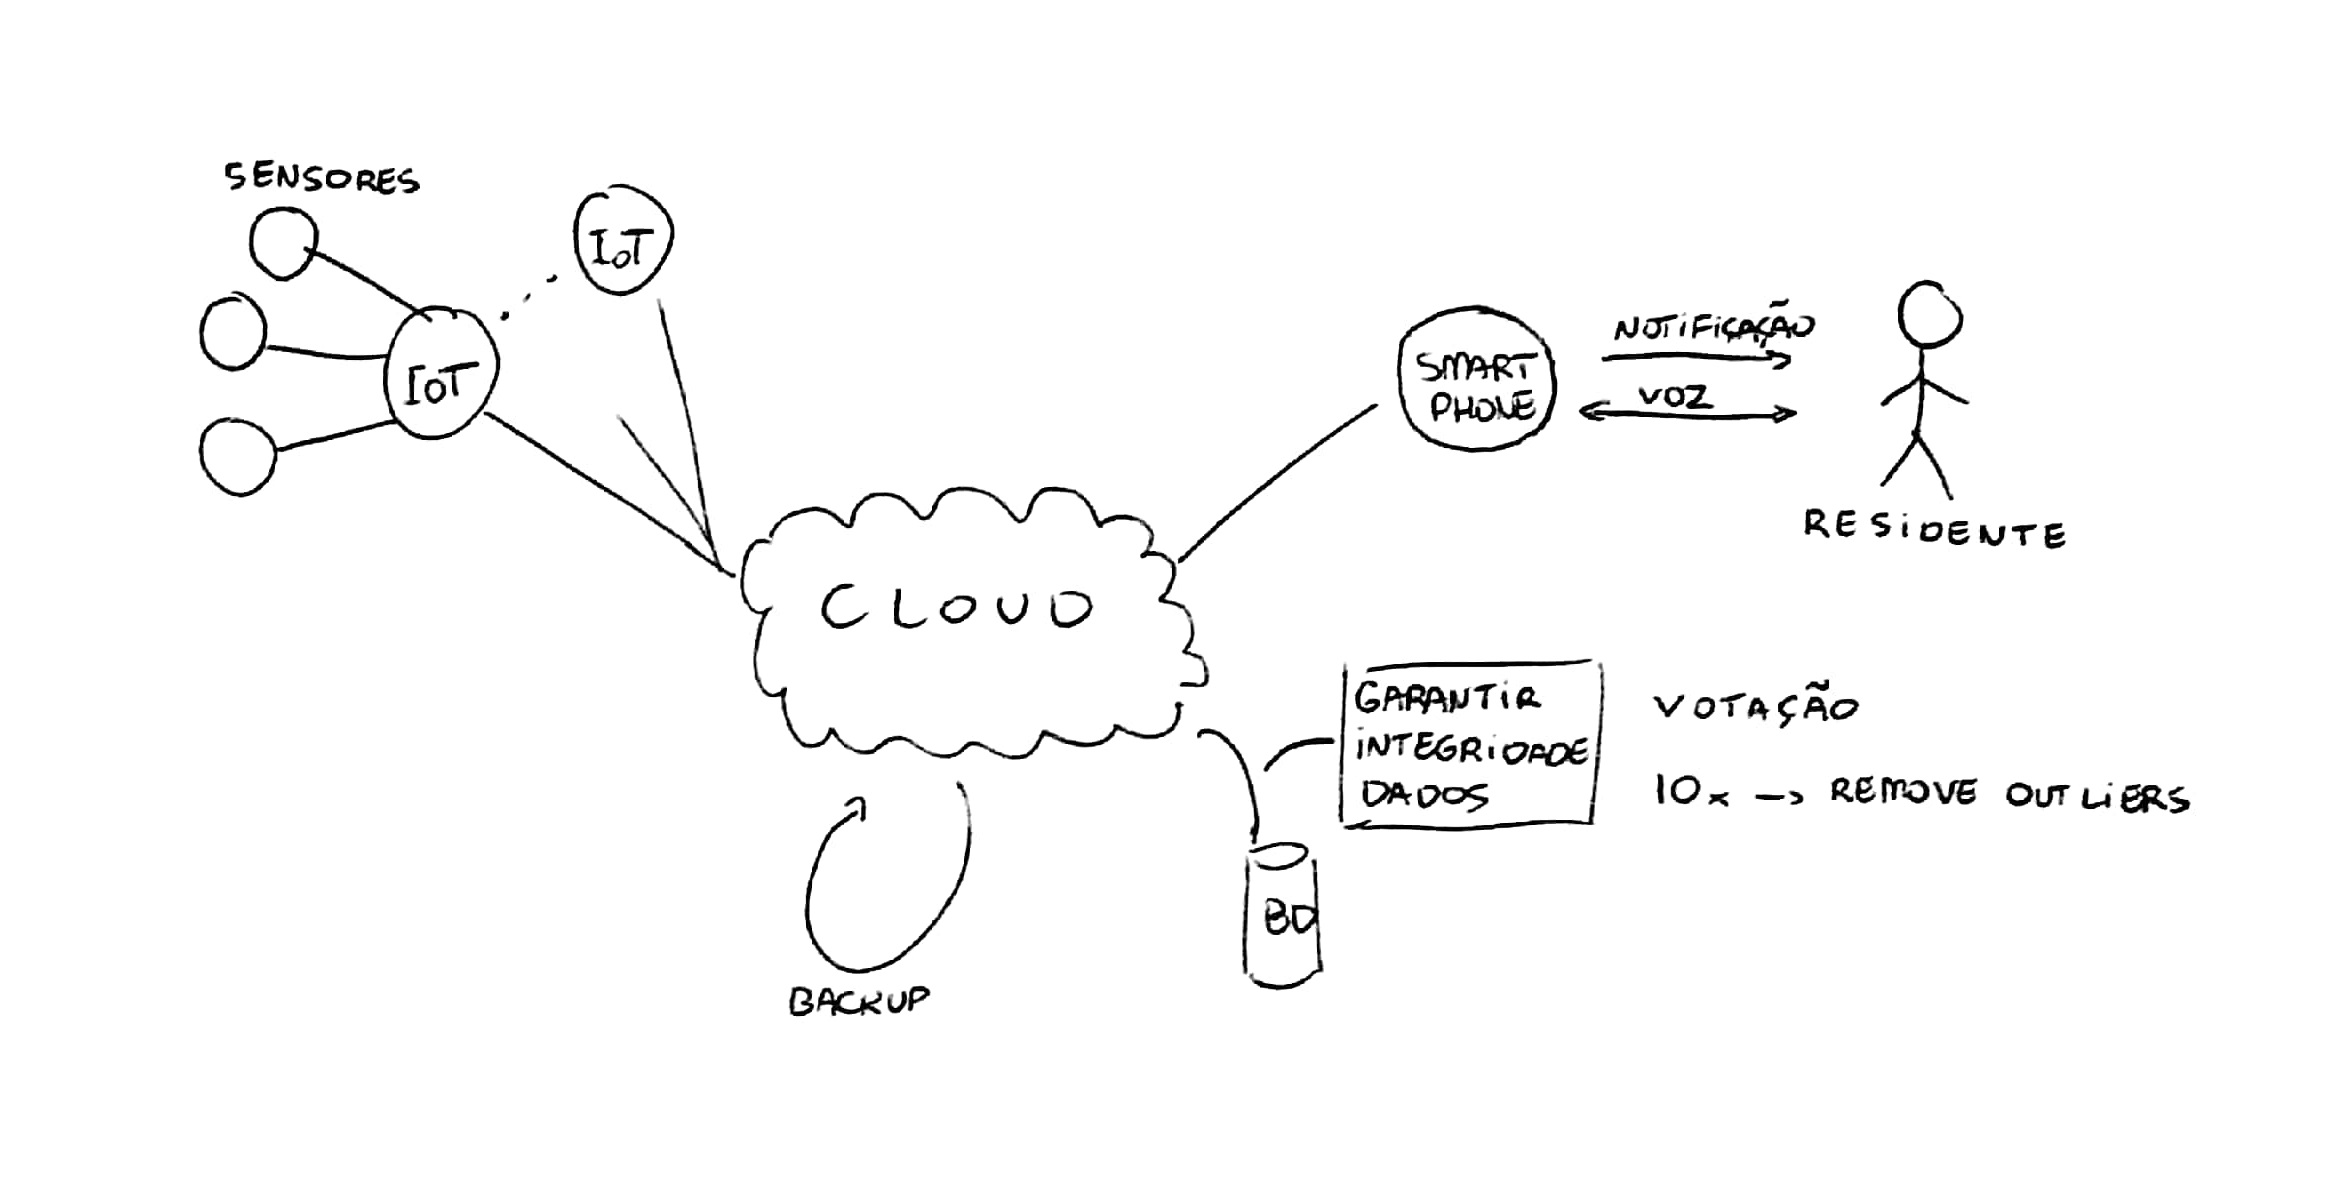 SENSORES
IoT
IoT
SMART
PHONE
NOTIFICAÇÃO
VOZ
RESIDENTE
CLOUD
GARANTIR
INTEGRIDADE
DADOS
VOTAÇÃO
10x -> REMOVE OUTLIERS
BD
BACKUP